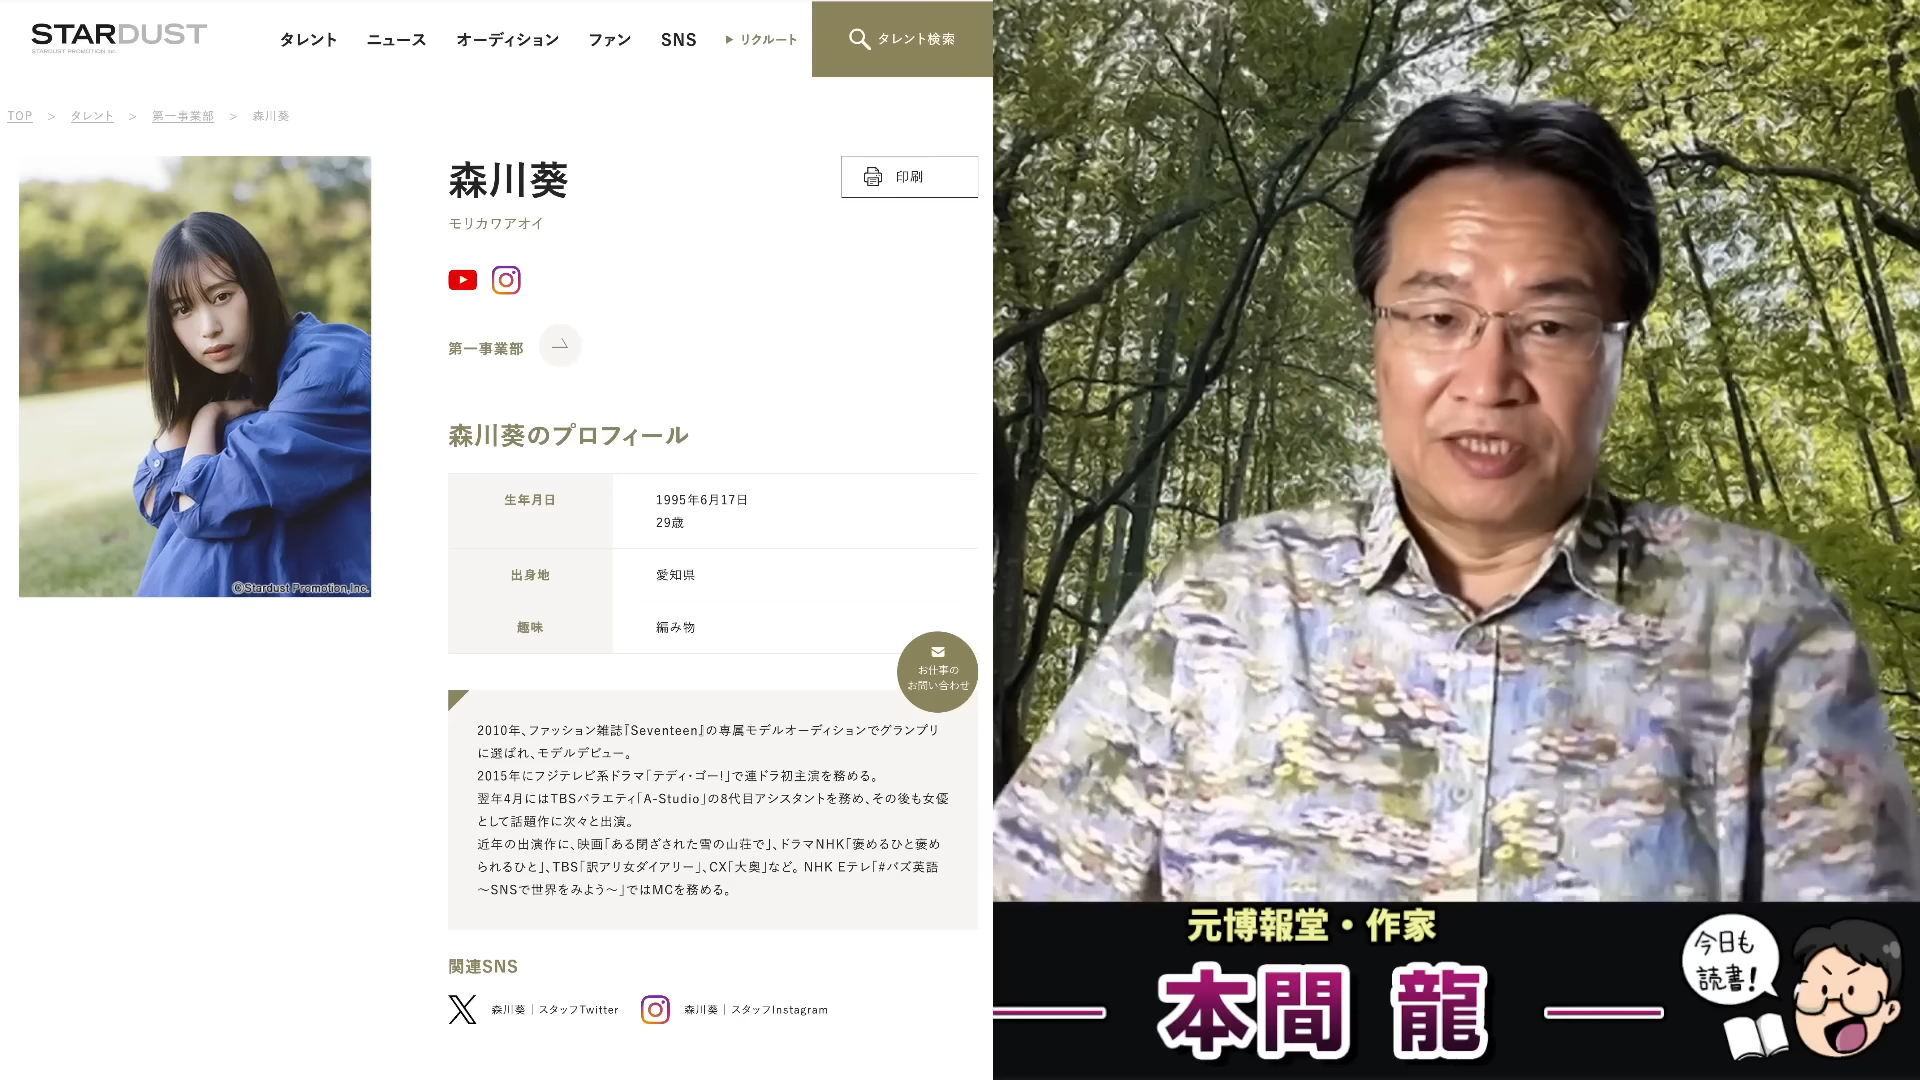 STARDUST
STARDUST PROMOTION INC.
タレント ニュース オーディション ファン SNS リクルート タレント検索
TOP > タレント > 第一事業部 > 森川葵
森川葵
印刷
モリカワアオイ
第一事業部
森川葵のプロフィール
生年月日 1995年6月17日
29歳
出身地 愛知県
趣味 編み物
お仕事の
お問い合わせ
2010年、ファッション雑誌『Seventeen』の専属モデルオーディションでグランプリ
に選ばれ、モデルデビュー。
2015年にフジテレビ系ドラマ「テディ・ゴー!」で連ドラ初主演を務める。
翌年4月にはTBSバラエティ「A-Studio」の8代目アシスタントを務め、その後も女優
として話題作に次々と出演。
近年の出演作に、映画「ある閉ざされた雪の山荘で」、ドラマNHK「褒めるひと褒め
られるひと」、TBS「訳アリ女ダイアリー」、CX「大奥」など。 NHK Eテレ「#バズ英語
～SNSで世界をみよう～」ではMCを務める。
関連SNS
森川葵｜スタッフTwitter 森川葵｜スタッフInstagram
©Stardust Promotion,Inc.
元博報堂・作家
本間 龍
今日も
読書!